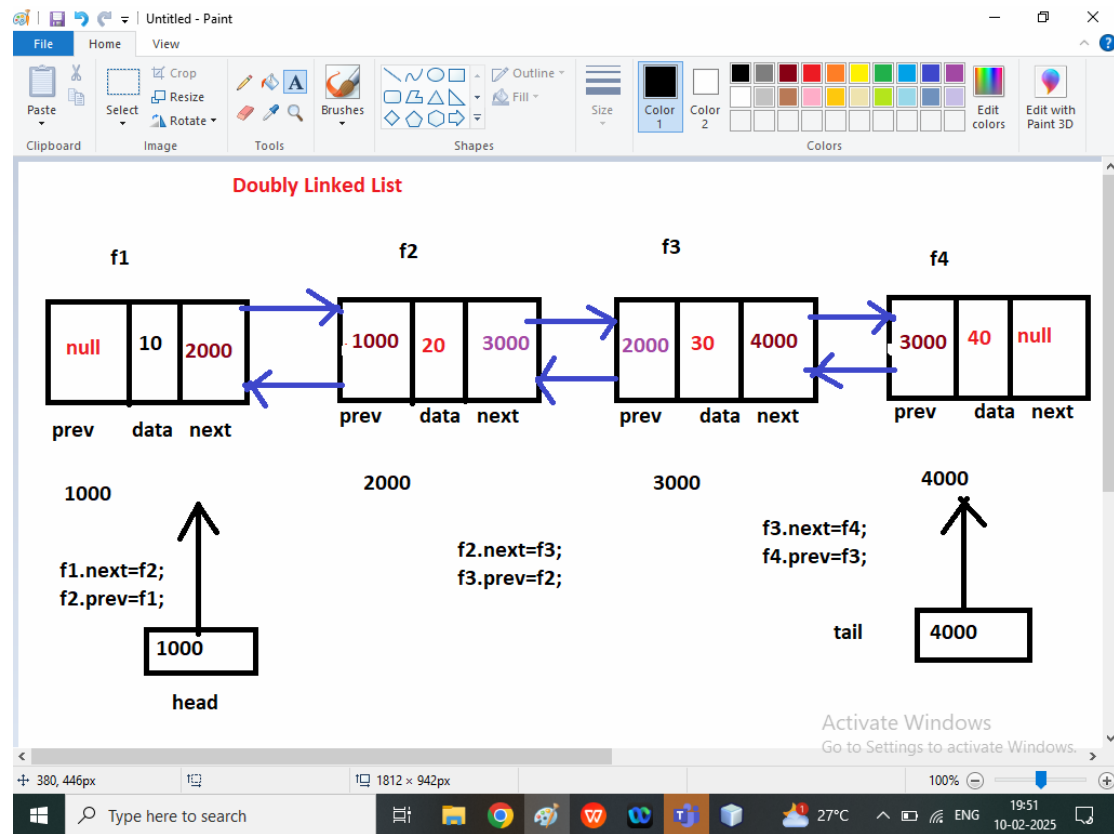 Untitled - Paint
File Home View
Paste
Clipboard
Select
Crop
Resize
Rotate
Image
A
Tools
Brushes
Outline
Fill
Shapes
Size
Color 1
Color 2
Edit colors
Colors
Edit with Paint 3D
Doubly Linked List
f1 f2 f3 f4
null 10 2000 1000 20 3000 2000 30 4000 3000 40 null
prev data next prev data next prev data next prev data next
1000 2000 3000 4000
f1.next=f2;
f2.prev=f1;
f2.next=f3;
f3.prev=f2;
f3.next=f4;
f4.prev=f3;
1000
head
tail 4000
Activate Windows
Go to Settings to activate Windows.
380, 446px 1812 × 942px 100%
Type here to search
1
27°C
ENG
19:51
10-02-2025